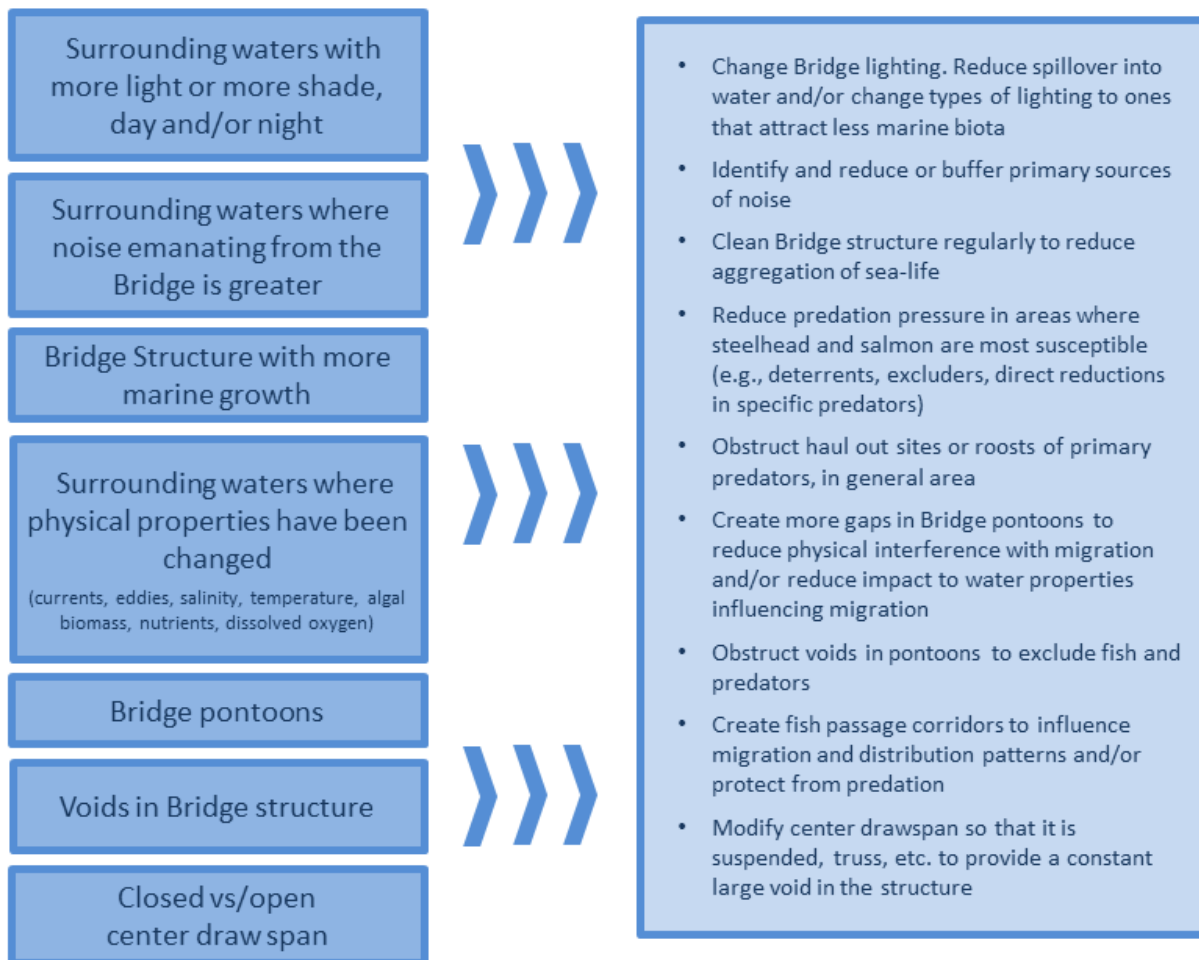 Surrounding waters with
more light or more shade,
day and/or night
Surrounding waters where
noise emanating from the
Bridge is greater
Bridge Structure with more
marine growth
Surrounding waters where
physical properties have been
changed
(currents, eddies, salinity, temperature, algal
biomass, nutrients, dissolved oxygen)
Bridge pontoons
Voids in Bridge structure
Closed vs/open
center draw span
• Change Bridge lighting. Reduce spillover into
water and/or change types of lighting to ones
that attract less marine biota
• Identify and reduce or buffer primary sources
of noise
• Clean Bridge structure regularly to reduce
aggregation of sea-life
• Reduce predation pressure in areas where
steelhead and salmon are most susceptible
(e.g., deterrents, excluders, direct reductions
in specific predators)
• Obstruct haul out sites or roosts of primary
predators, in general area
• Create more gaps in Bridge pontoons to
reduce physical interference with migration
and/or reduce impact to water properties
influencing migration
• Obstruct voids in pontoons to exclude fish and
predators
• Create fish passage corridors to influence
migration and distribution patterns and/or
protect from predation
• Modify center drawspan so that it is
suspended, truss, etc. to provide a constant
large void in the structure